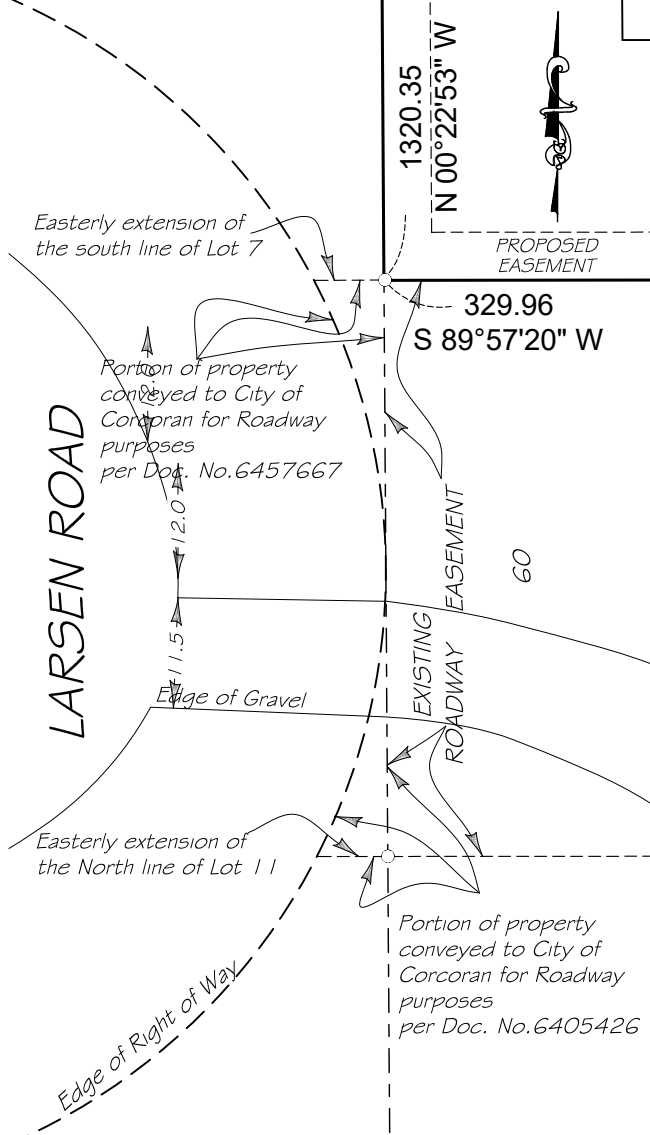 1320.35
N 00°22'53" W
Easterly extension of
the south line of Lot 7
PROPOSED
EASEMENT
329.96
S 89°57'20" W
Portion of property
conveyed to City of
Corcoran for Roadway
purposes
per Doc. No.6457667
12.0
LARSEN ROAD
12.0
60
EXISTING
ROADWAY EASEMENT
11.5
Edge of Gravel
Easterly extension of
the North line of Lot 11
Portion of property
conveyed to City of
Corcoran for Roadway
purposes
per Doc. No.6405426
Edge of Right of Way